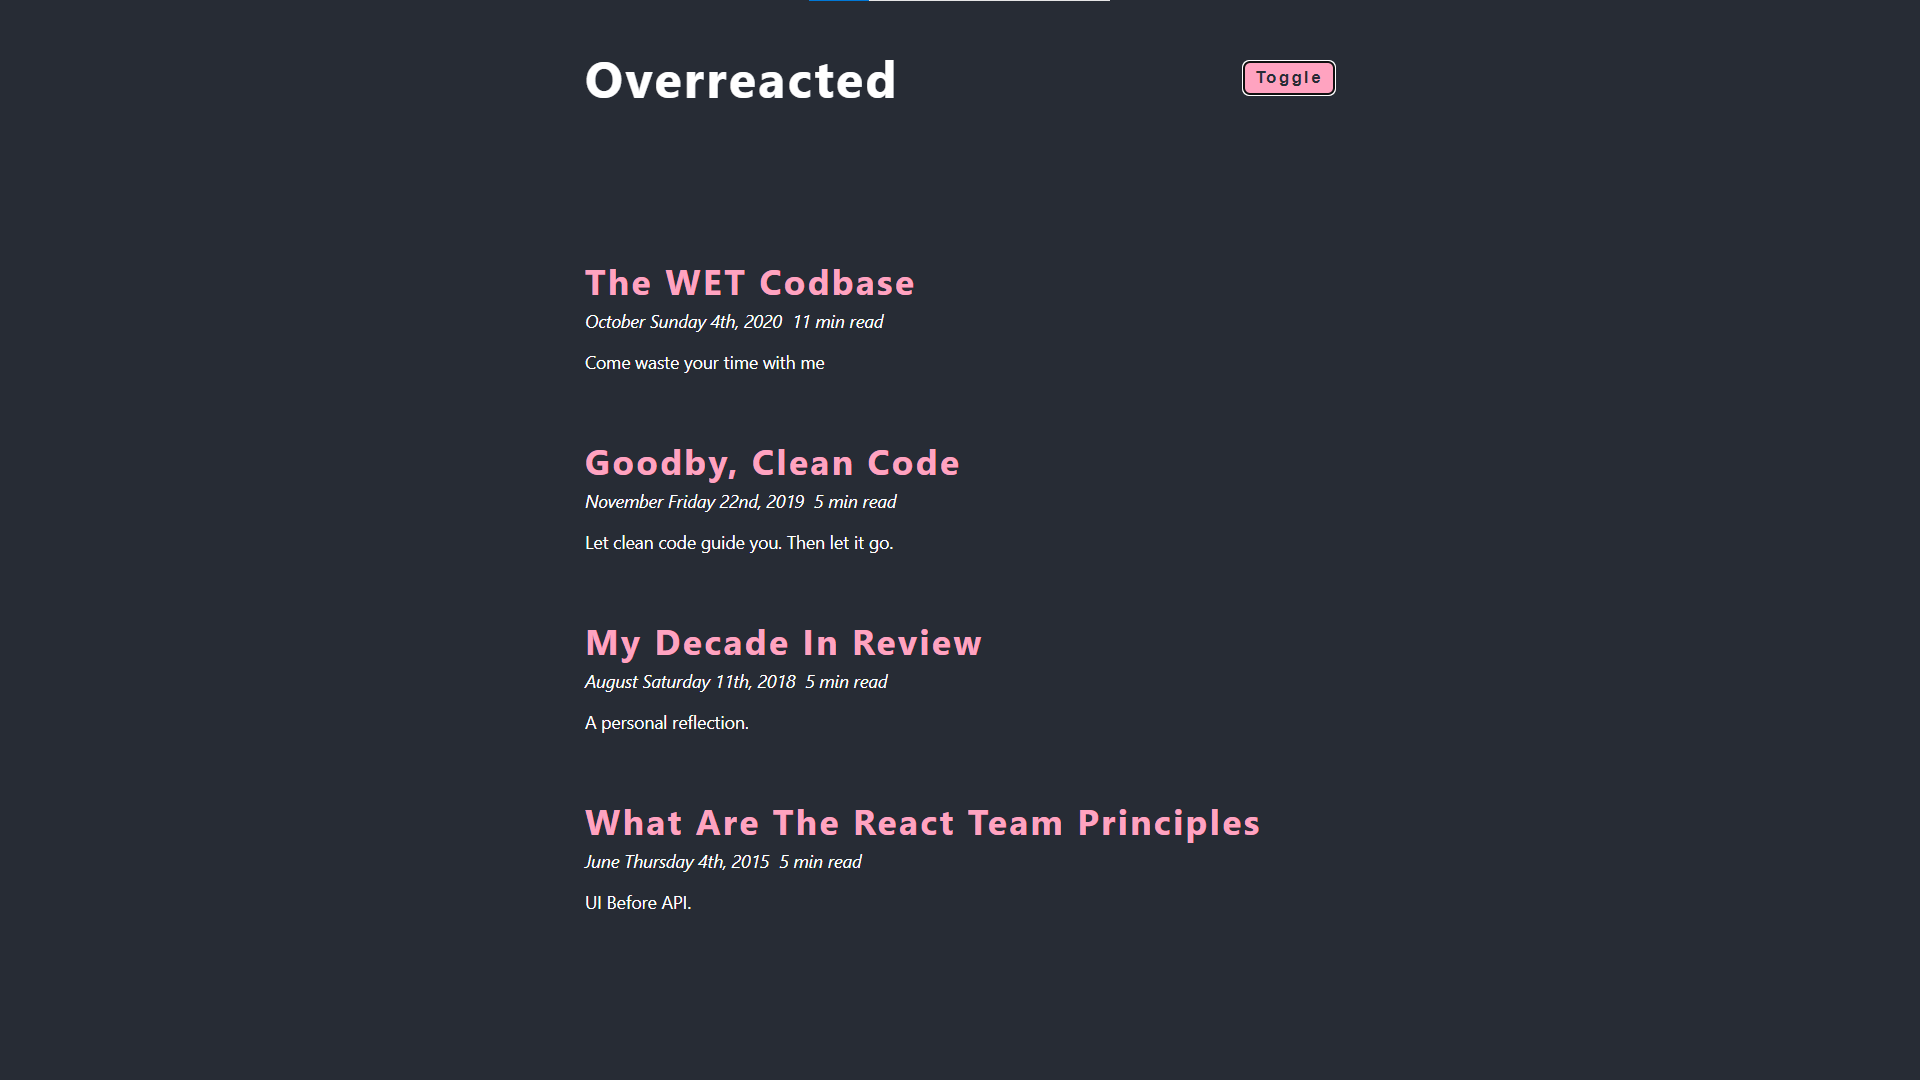 Overreacted
Toggle
The WET Codbase
October Sunday 4th, 2020 11 min read
Come waste your time with me
Goodby, Clean Code
November Friday 22nd, 2019 5 min read
Let clean code guide you. Then let it go.
My Decade In Review
August Saturday 11th, 2018 5 min read
A personal reflection.
What Are The React Team Principles
June Thursday 4th, 2015 5 min read
UI Before API.